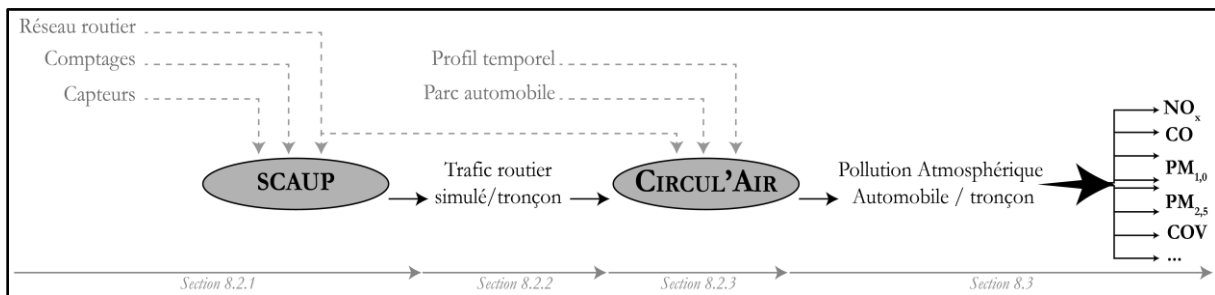 Réseau routier
Comptages
Capteurs
Profil temporel
Parc automobile
SCAUP
Trafic routier
simulé/tronçon
CIRCUL'AIR
Pollution Atmosphérique
Automobile / tronçon
NOx
CO
PM1,0
PM2,5
COV
...
Section 8.2.1
Section 8.2.2
Section 8.2.3
Section 8.3